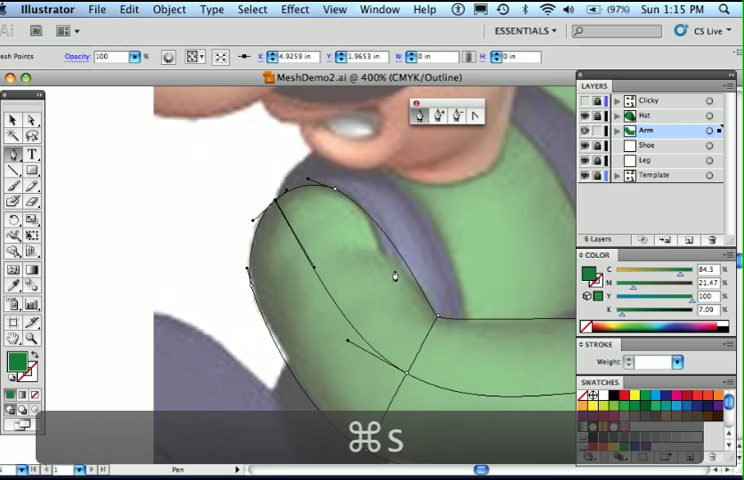 Illustrator File Edit Object Type Select Effect View Window Help (97%) Sun 1:15 PM
Ai Br ESSENTIALS CS Live
Mesh Points Opacity: 100 % X: 4.9259 in Y: 1.9653 in W: 0 in H: 0 in
MeshDemo2.ai @ 400% (CMYK/Outline)
LAYERS
Clicky
Hat
Arm
Shoe
Leg
Template
6 Layers
COLOR
C 84.3 %
M 21.47 %
Y 100 %
K 7.09 %
STROKE
Weight:
SWATCHES
⌘S
1 Pen